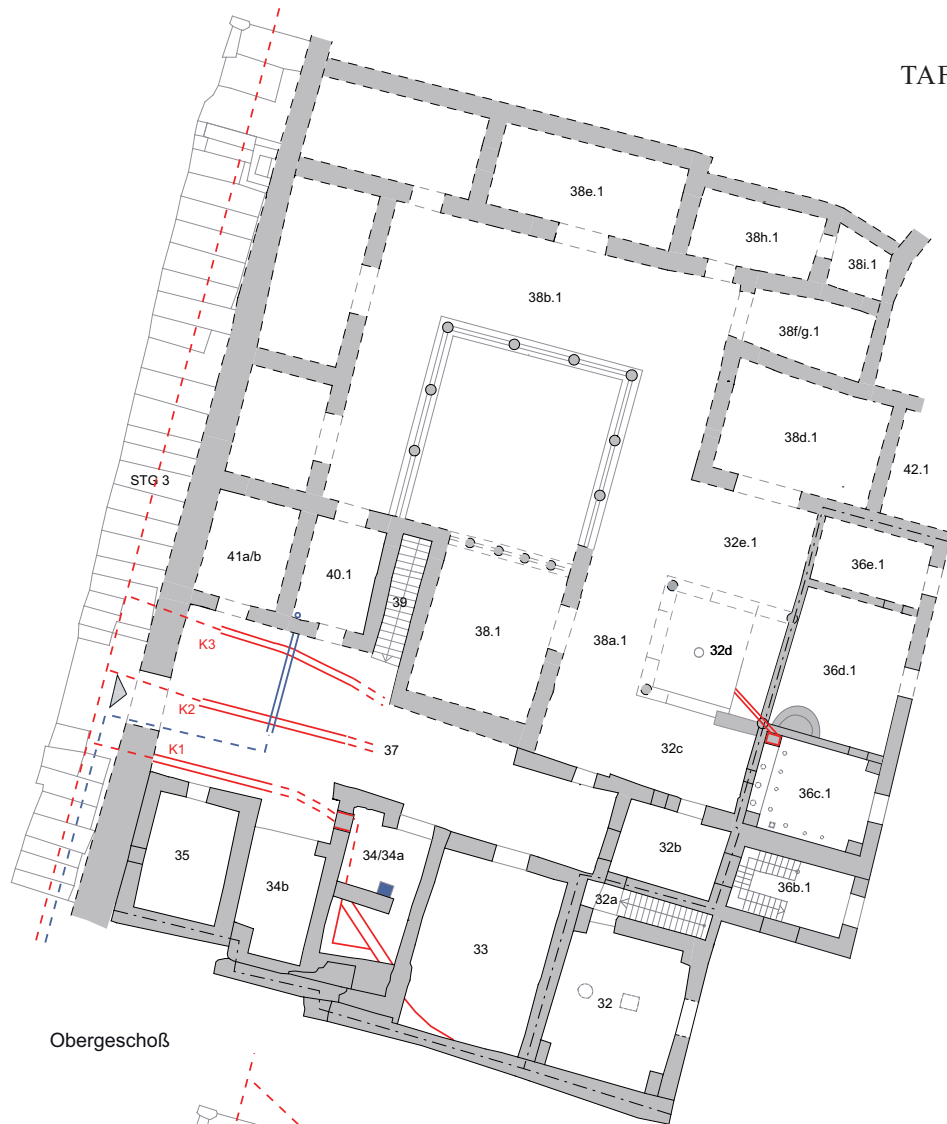 TAF
38e.1
38h.1
38i.1
38b.1
38f/g.1
38d.1
42.1
STG 3
32e.1
36e.1
41a/b
40.1
39
38.1
38a.1
32d
36d.1
K3
K2
37
K1
32c
36c.1
35
34b
34/34a
32b
36b.1
32a
33
32
Obergeschoß